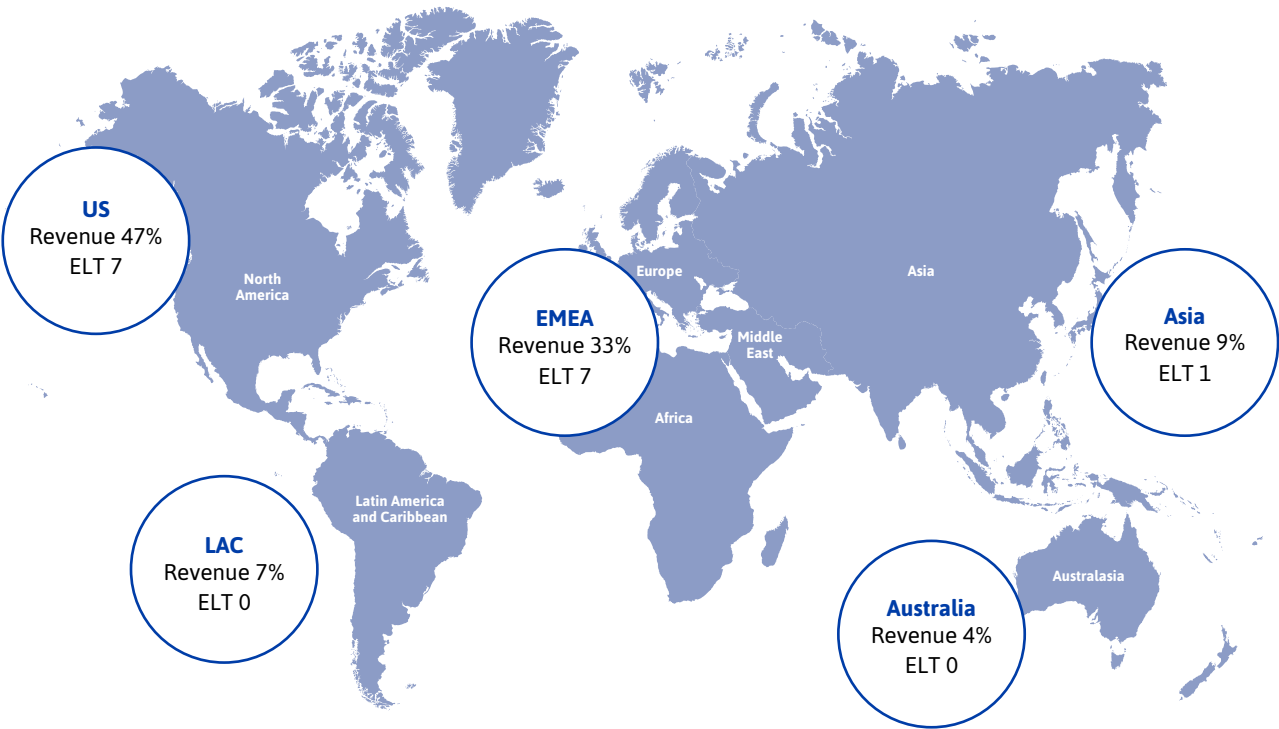 US
Revenue 47%
ELT 7
North
America
EMEA
Revenue 33%
ELT 7
Europe
Middle
East
Africa
Asia
Asia
Revenue 9%
ELT 1
LAC
Revenue 7%
ELT 0
Latin America
and Caribbean
Australia
Revenue 4%
ELT 0
Australasia